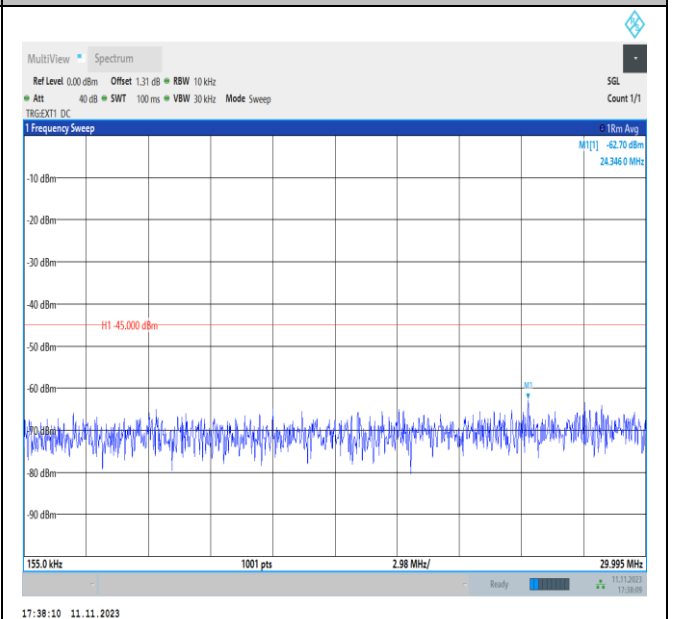 MultiView Spectrum
Ref Level 0.00 dBm Offset 1.31 dB RBW 10 kHz SGL
Att 40 dB SWT 100 ms VBW 30 kHz Mode Sweep Count 1/1
TRG:EXT1 DC
1 Frequency Sweep 1Rm Avg
M1[1] -62.70 dBm
24.346 0 MHz
-10 dBm
-20 dBm
-30 dBm
-40 dBm
H1 -45.000 dBm
-50 dBm
-60 dBm
M1
-70 dBm
-80 dBm
-90 dBm
155.0 kHz 1001 pts 2.98 MHz/ 29.995 MHz
Ready 11.11.2023
17:38:09
17:38:10 11.11.2023